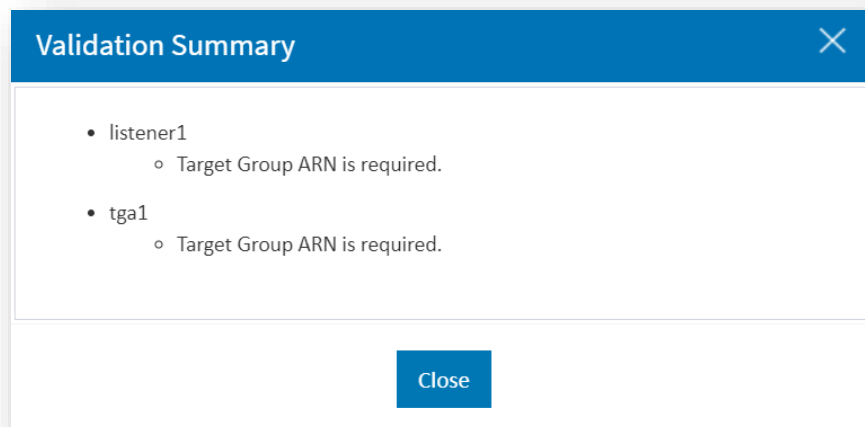 Validation Summary
listener1
Target Group ARN is required.
tga1
Target Group ARN is required.
Close